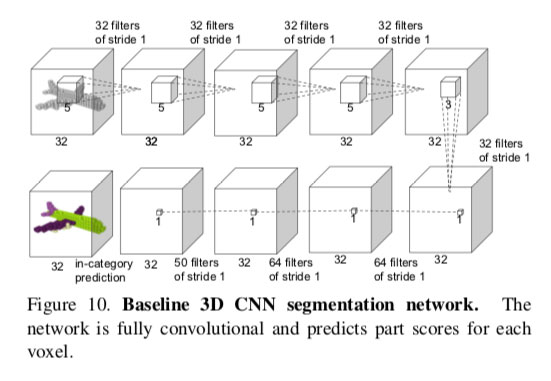 32 filters of stride 1
32 filters of stride 1
32 filters of stride 1
32 filters of stride 1
5
5
5
5
3
32
32
32
32
32
32 filters of stride 1
1
1
1
1
32
in-category prediction
32
50 filters of stride 1
32
64 filters of stride 1
32
64 filters of stride 1
32
Figure 10. Baseline 3D CNN segmentation network. The
network is fully convolutional and predicts part scores for each
voxel.